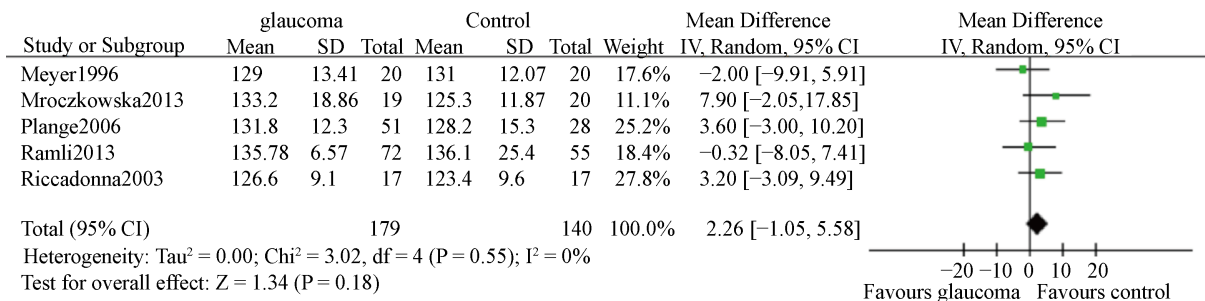 glaucoma Control Mean Difference Mean Difference
Study or Subgroup Mean SD Total Mean SD Total Weight IV, Random, 95% CI IV, Random, 95% CI
Meyer1996 129 13.41 20 131 12.07 20 17.6% −2.00 [−9.91, 5.91]
Mroczkowska2013 133.2 18.86 19 125.3 11.87 20 11.1% 7.90 [−2.05,17.85]
Plange2006 131.8 12.3 51 128.2 15.3 28 25.2% 3.60 [−3.00, 10.20]
Ramli2013 135.78 6.57 72 136.1 25.4 55 18.4% −0.32 [−8.05, 7.41]
Riccadonna2003 126.6 9.1 17 123.4 9.6 17 27.8% 3.20 [−3.09, 9.49]
Total (95% CI) 179 140 100.0% 2.26 [−1.05, 5.58]
Heterogeneity: Tau² = 0.00; Chi² = 3.02, df = 4 (P = 0.55); I² = 0%
Test for overall effect: Z = 1.34 (P = 0.18)
−20 −10 0 10 20
Favours glaucoma Favours control